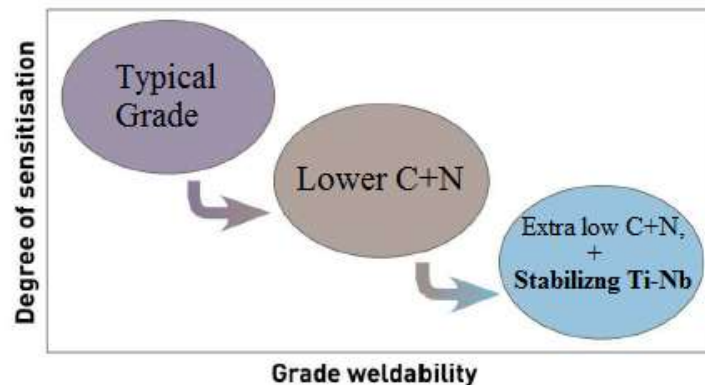 Degree of sensitisation
Typical
Grade
Lower C+N
Extra low C+N,
+
Stabilizng Ti-Nb
Grade weldability